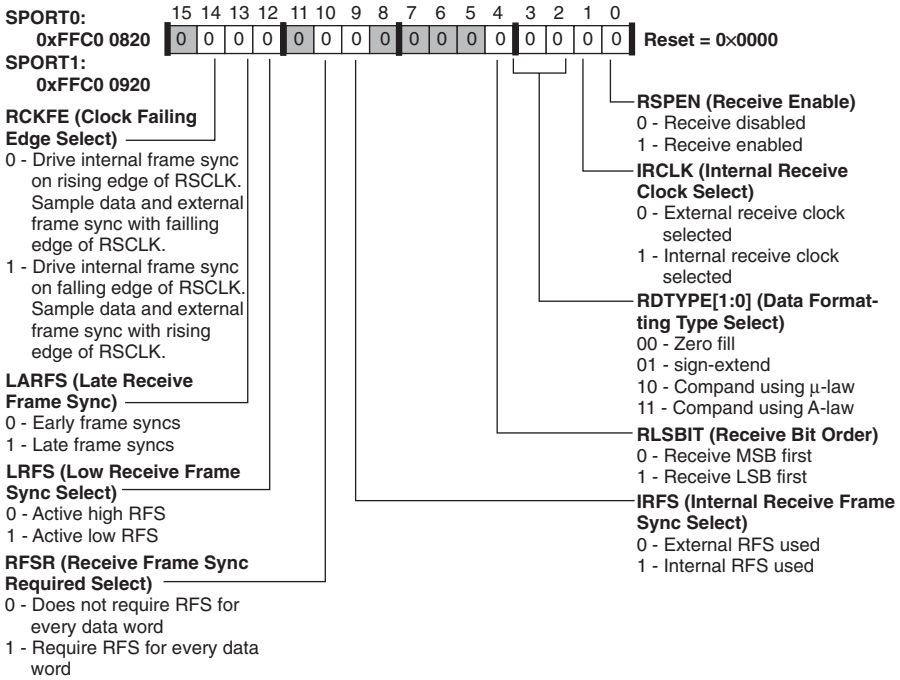 SPORT0:
0xFFC0 0820
SPORT1:
0xFFC0 0920
15 14 13 12 11 10 9 8 7 6 5 4 3 2 1 0
0 0 0 0 0 0 0 0 0 0 0 0 0 0 0 0
Reset = 0×0000
RCKFE (Clock Failing
Edge Select)
0 - Drive internal frame sync
on rising edge of RSCLK.
Sample data and external
frame sync with failling
edge of RSCLK.
1 - Drive internal frame sync
on falling edge of RSCLK.
Sample data and external
frame sync with rising
edge of RSCLK.
LARFS (Late Receive
Frame Sync)
0 - Early frame syncs
1 - Late frame syncs
LRFS (Low Receive Frame
Sync Select)
0 - Active high RFS
1 - Active low RFS
RFSR (Receive Frame Sync
Required Select)
0 - Does not require RFS for
every data word
1 - Require RFS for every data
word
RSPEN (Receive Enable)
0 - Receive disabled
1 - Receive enabled
IRCLK (Internal Receive
Clock Select)
0 - External receive clock
selected
1 - Internal receive clock
selected
RDTYPE[1:0] (Data Format-
ting Type Select)
00 - Zero fill
01 - sign-extend
10 - Compand using μ-law
11 - Compand using A-law
RLSBIT (Receive Bit Order)
0 - Receive MSB first
1 - Receive LSB first
IRFS (Internal Receive Frame
Sync Select)
0 - External RFS used
1 - Internal RFS used